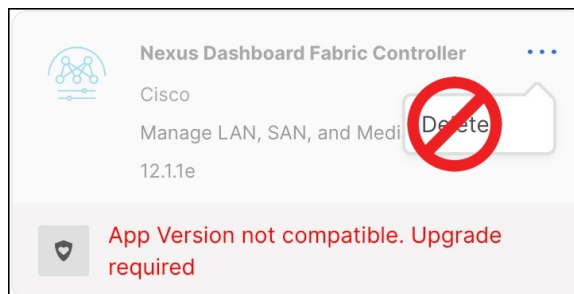 Nexus Dashboard Fabric Controller
Cisco
Manage LAN, SAN, and Medi
Delete
12.1.1e
App Version not compatible. Upgrade
required